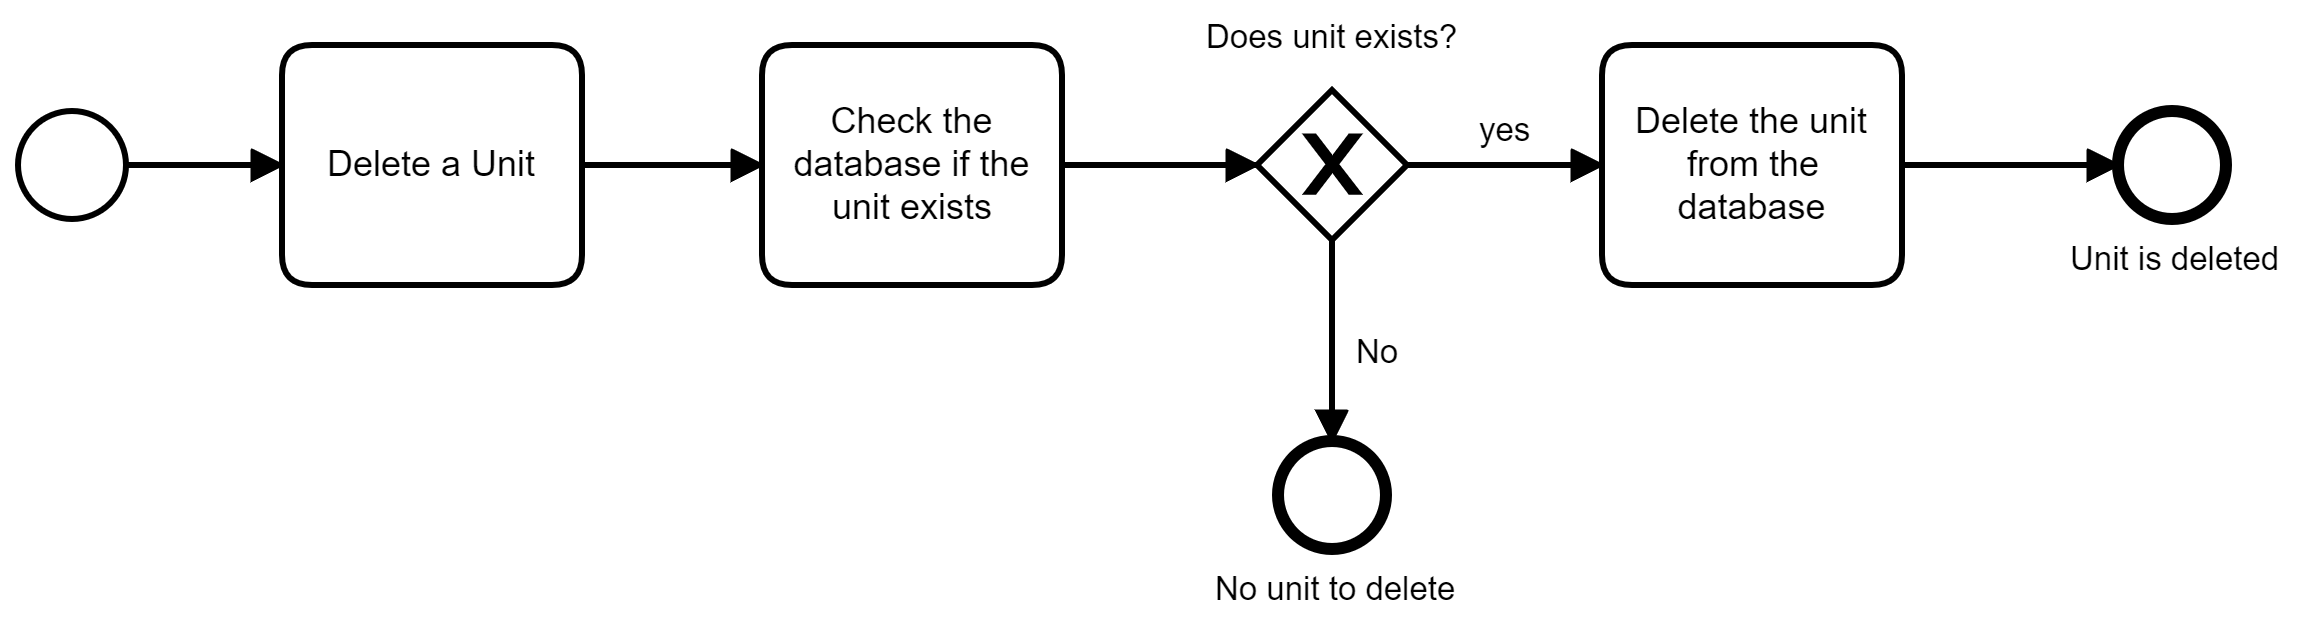 Does unit exists?
Delete a Unit
Check the
database if the
unit exists
X
yes
Delete the unit
from the
database
Unit is deleted
No
No unit to delete